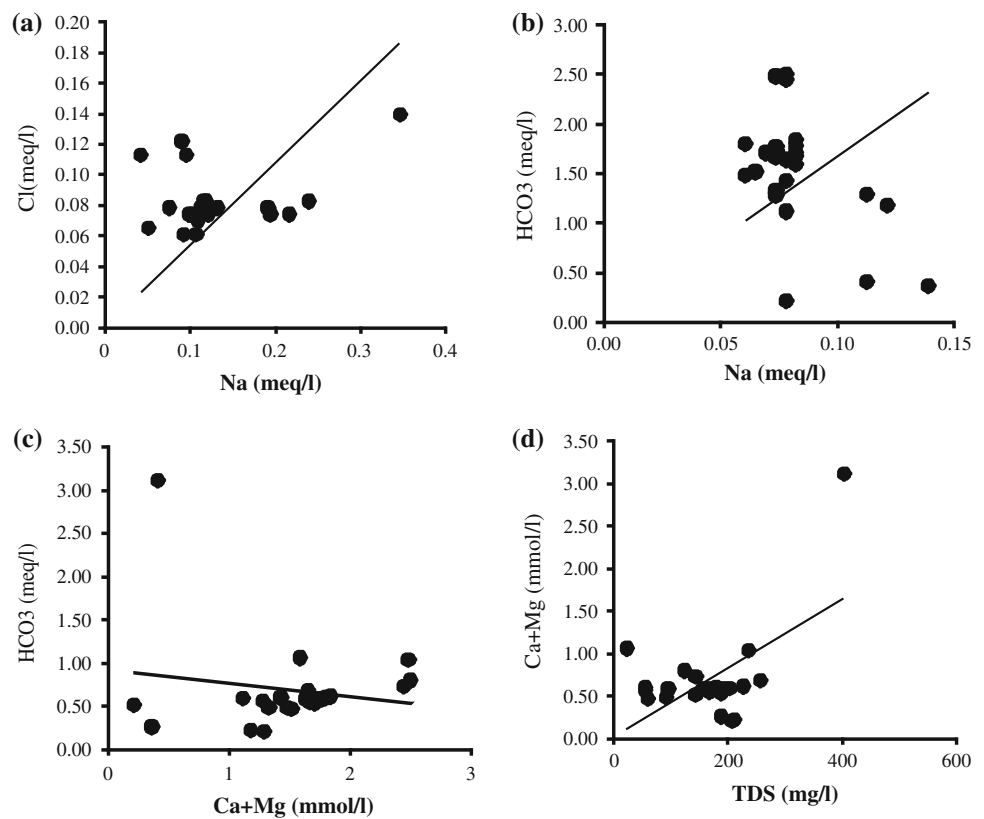 (a)
Cl(meq/l)
0.20
0.18
0.16
0.14
0.12
0.10
0.08
0.06
0.04
0.02
0.00
0 0.1 0.2 0.3 0.4
Na (meq/l)
(b)
HCO3 (meq/l)
3.00
2.50
2.00
1.50
1.00
0.50
0.00
0.00 0.05 0.10 0.15
Na (meq/l)
(c)
HCO3 (meq/l)
3.50
3.00
2.50
2.00
1.50
1.00
0.50
0.00
0 1 2 3
Ca+Mg (mmol/l)
(d)
Ca+Mg (mmol/l)
3.50
3.00
2.50
2.00
1.50
1.00
0.50
0.00
0 200 400 600
TDS (mg/l)